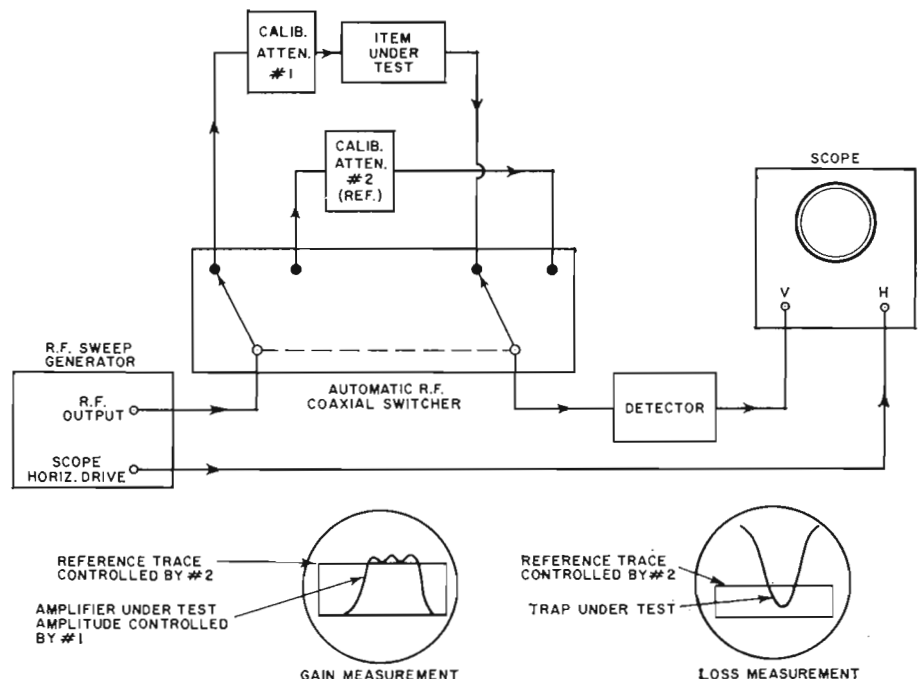 CALIB.
ATTEN.
#1
ITEM
UNDER
TEST
CALIB.
ATTEN.
#2
(REF.)
SCOPE
V
H
R.F. SWEEP
GENERATOR
R.F.
OUTPUT
SCOPE
HORIZ. DRIVE
AUTOMATIC R.F.
COAXIAL SWITCHER
DETECTOR
REFERENCE TRACE
CONTROLLED BY #2
AMPLIFIER UNDER TEST
AMPLITUDE CONTROLLED
BY #1
GAIN MEASUREMENT
REFERENCE TRACE
CONTROLLED BY #2
TRAP UNDER TEST
LOSS MEASUREMENT